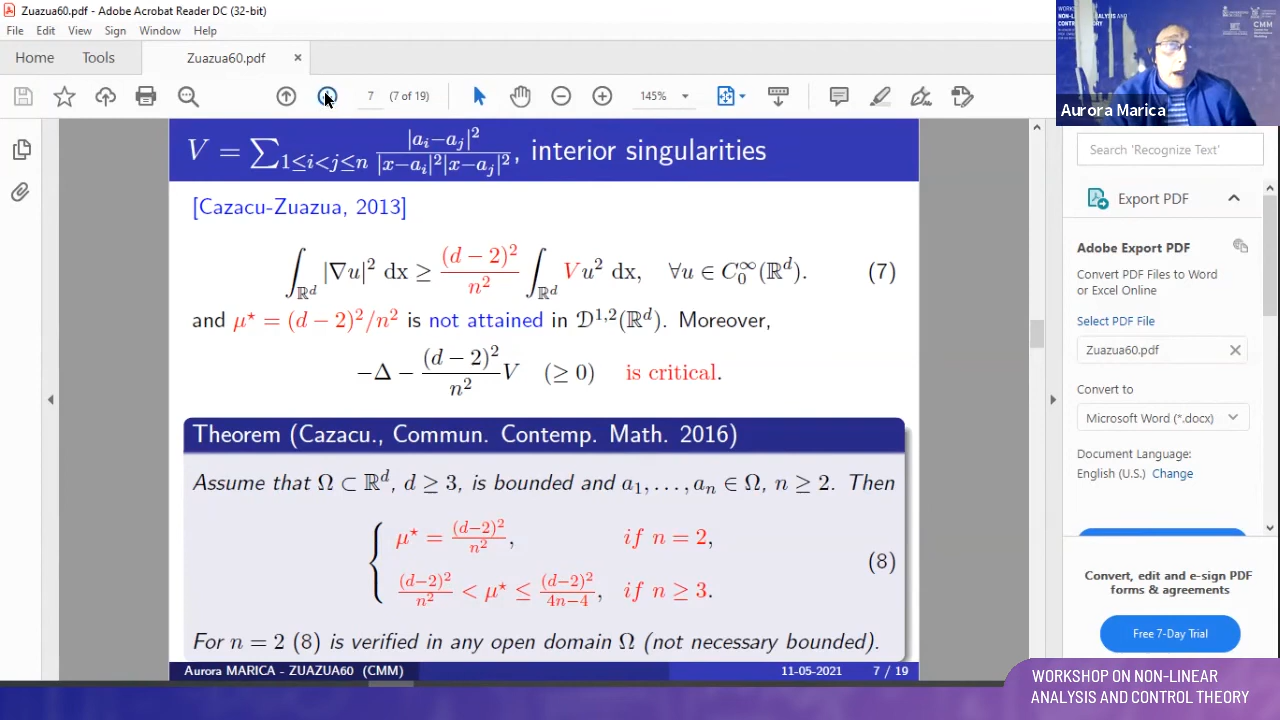 Zuazua60.pdf - Adobe Acrobat Reader DC (32-bit)
File Edit View Sign Window Help
Home Tools Zuazua60.pdf ×
7 (7 of 19) 145%
V = ∑_{1≤i<j≤n} |a_i−a_j|^2 / |x−a_i|^2|x−a_j|^2, interior singularities
[Cazacu-Zuazua, 2013]
∫_{ℝ^d} |∇u|^2 dx ≥ (d − 2)^2 / n^2 ∫_{ℝ^d} Vu^2 dx, ∀u ∈ C_0^∞(ℝ^d). (7)
and μ^⋆ = (d − 2)^2/n^2 is not attained in 𝒟^{1,2}(ℝ^d). Moreover,
−Δ − (d − 2)^2 / n^2 V (≥ 0) is critical.
Theorem (Cazacu., Commun. Contemp. Math. 2016)
Assume that Ω ⊂ ℝ^d, d ≥ 3, is bounded and a_1, . . . , a_n ∈ Ω, n ≥ 2. Then
μ^⋆ = (d−2)^2 / n^2, if n = 2,
(d−2)^2 / n^2 < μ^⋆ ≤ (d−2)^2 / 4n−4, if n ≥ 3.
(8)
For n = 2 (8) is verified in any open domain Ω (not necessary bounded).
Aurora MARICA - ZUAZUA60 (CMM) 11-05-2021 7 / 19
Aurora Marica
Search 'Recognize Text'
Export PDF
Adobe Export PDF
Convert PDF Files to Word
or Excel Online
Select PDF File
Zuazua60.pdf
Convert to
Microsoft Word (*.docx)
Document Language:
English (U.S.) Change
Convert, edit and e-sign PDF
forms & agreements
Free 7-Day Trial
WORKSHOP ON NON-LINEAR
ANALYSIS AND CONTROL THEORY